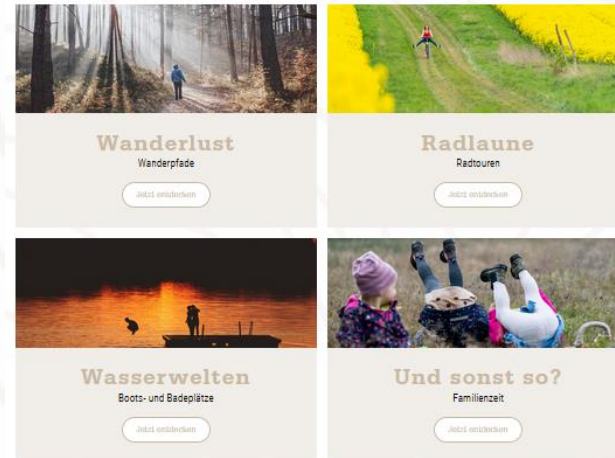 Wanderlust
Wanderpfade
Jetzt entdecken
Radlaune
Radtouren
Jetzt entdecken
Wasserwelten
Boots- und Badeplätze
Jetzt entdecken
Und sonst so?
Familienzeit
Jetzt entdecken